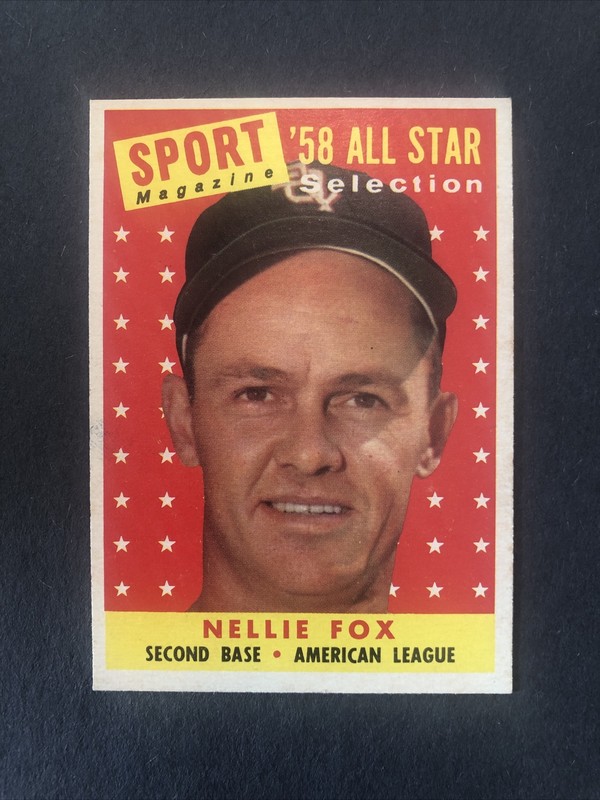 SPORT
Magazine
'58 ALL STAR
Selection
NELLIE FOX
SECOND BASE • AMERICAN LEAGUE